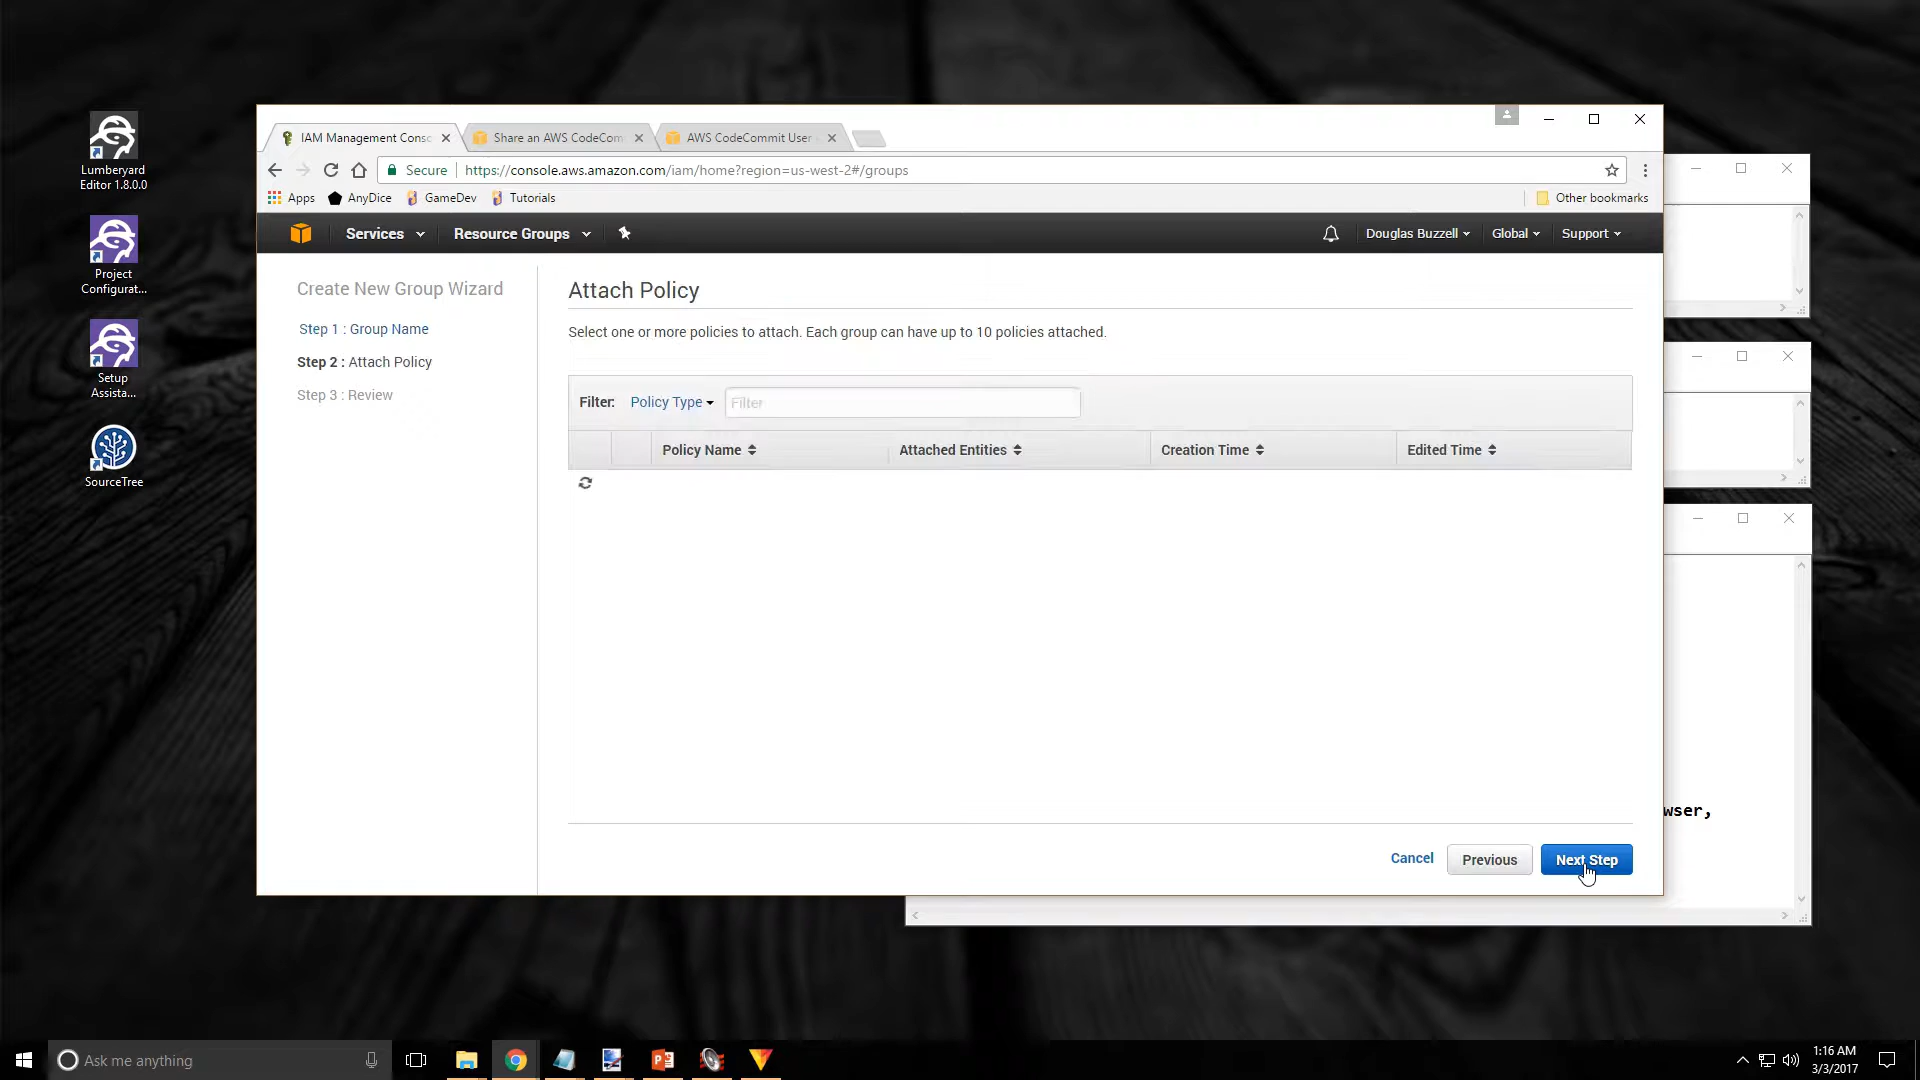 Lumberyard
Editor 1.8.0.0
Project
Configurat...
Setup
Assista...
SourceTree
IAM Management Consc
Share an AWS CodeCom
AWS CodeCommit User
Secure
https://console.aws.amazon.com/iam/home?region=us-west-2#/groups
Apps
AnyDice
GameDev
Tutorials
Other bookmarks
Services
Resource Groups
Douglas Buzzell
Global
Support
Create New Group Wizard
Step 1 : Group Name
Step 2 : Attach Policy
Step 3 : Review
Attach Policy
Select one or more policies to attach. Each group can have up to 10 policies attached.
Filter:
Policy Type
Filter
Policy Name
Attached Entities
Creation Time
Edited Time
Cancel
Previous
Next Step
wser,
Ask me anything
1:16 AM
3/3/2017